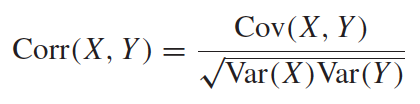 Corr(X, Y) = Cov(X, Y) / √Var(X)Var(Y)